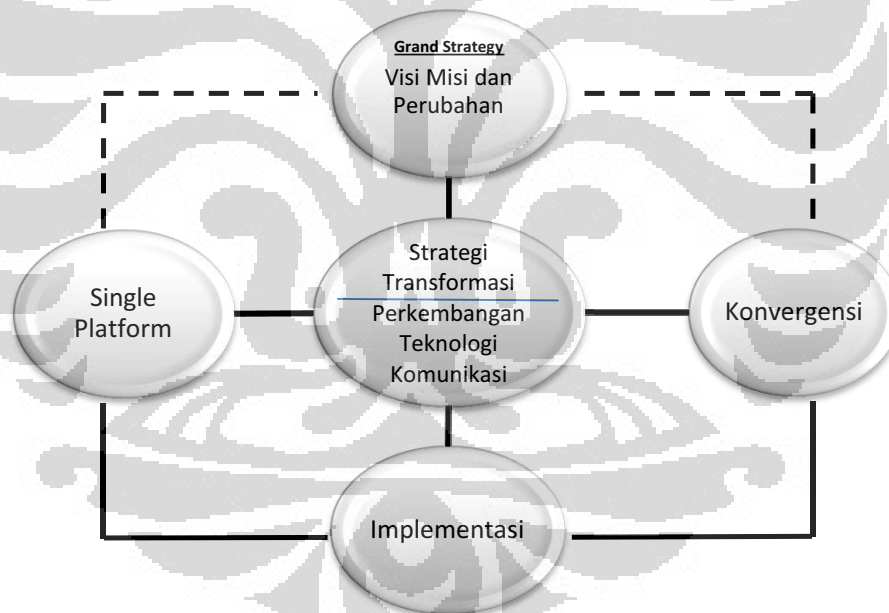 Grand Strategy
Visi Misi dan
Perubahan
Single
Platform
Strategi
Transformasi
Perkembangan
Teknologi
Komunikasi
Konvergensi
Implementasi